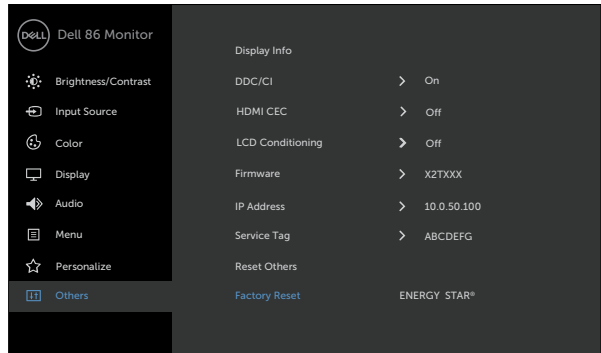 DELL Dell 86 Monitor
Brightness/Contrast
Input Source
Color
Display
Audio
Menu
Personalize
Others
Display Info
DDC/CI > On
HDMI CEC > Off
LCD Conditioning > Off
Firmware > X2TXXX
IP Address > 10.0.50.100
Service Tag > ABCDEFG
Reset Others
Factory Reset ENERGY STAR®